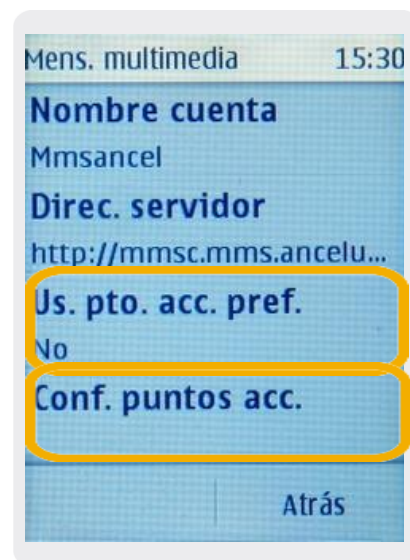 Mens. multimedia 15:30
Nombre cuenta
Mmsancel
Direc. servidor
http://mmsc.mms.ancelu...
Us. pto. acc. pref.
No
Conf. puntos acc.
Atrás